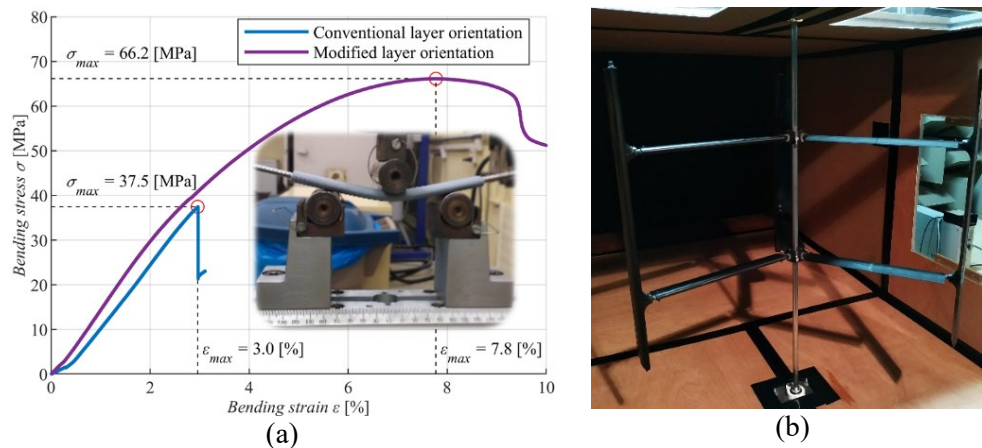 80
70
60
50
40
30
20
10
0
Bending stress σ [MPa]
σmax = 66.2 [MPa]
σmax = 37.5 [MPa]
Conventional layer orientation
Modified layer orientation
εmax = 3.0 [%]
εmax = 7.8 [%]
0 2 4 6 8 10
Bending strain ε [%]
(a)
(b)